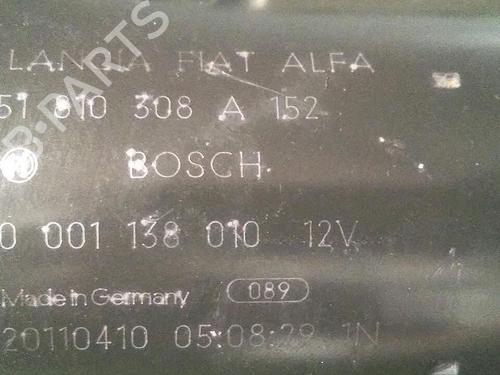 B-PARTS
LANCIA FIAT ALFA
51 810 308 A 152
BOSCH
0 001 138 010 12V
Made in Germany 089
20110410 05:08:29 1N